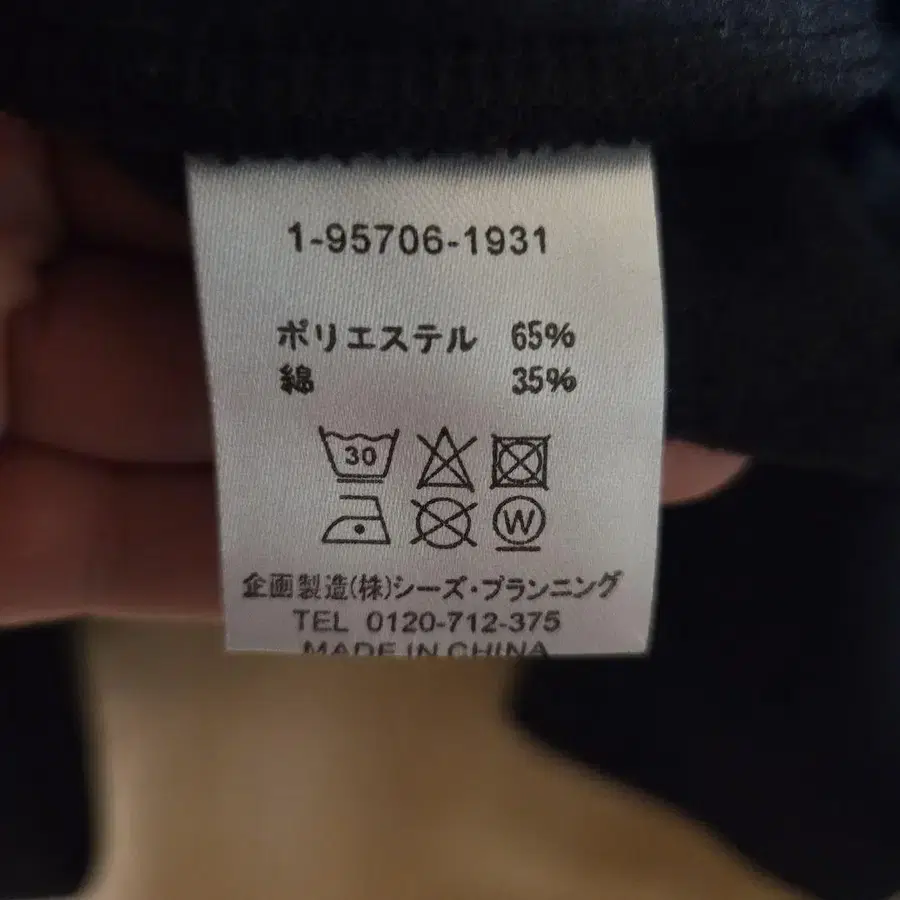 1-95706-1931
ポリエステル 65%
綿 35%
30
W
企画製造(株)シーズ・プランニング
TEL 0120-712-375
MADE IN CHINA